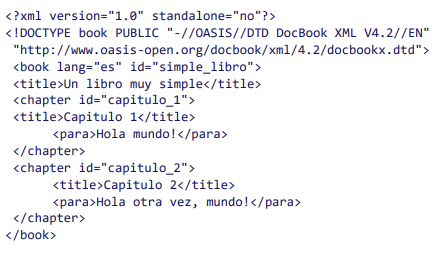 <?xml version="1.0" standalone="no"?>
<!DOCTYPE book PUBLIC "-//OASIS//DTD DocBook XML V4.2//EN"
"http://www.oasis-open.org/docbook/xml/4.2/docbookx.dtd">
<book lang="es" id="simple_libro">
<title>Un libro muy simple</title>
<chapter id="capitulo_1">
<title>Capitulo 1</title>
<para>Hola mundo!</para>
</chapter>
<chapter id="capitulo_2">
<title>Capitulo 2</title>
<para>Hola otra vez, mundo!</para>
</chapter>
</book>